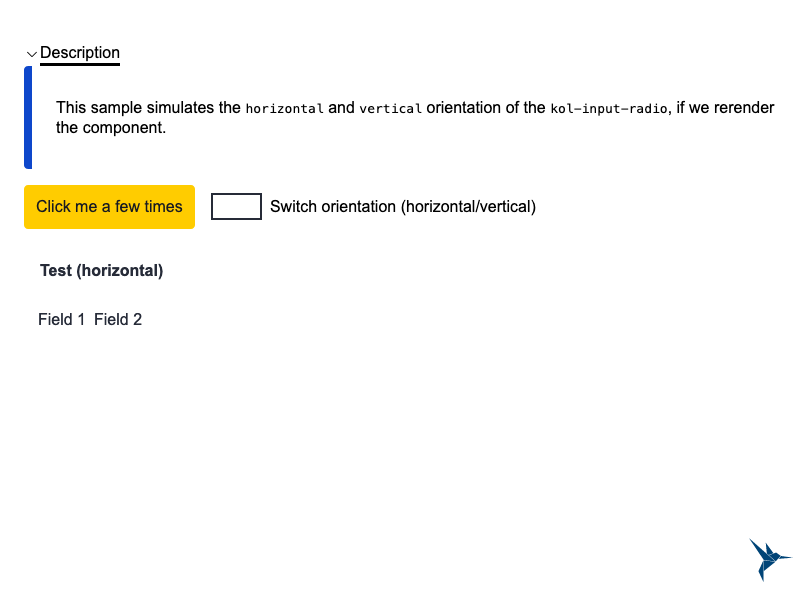 Description
This sample simulates the horizontal and vertical orientation of the kol-input-radio, if we rerender
the component.
Click me a few times Switch orientation (horizontal/vertical)
Test (horizontal)
Field 1 Field 2